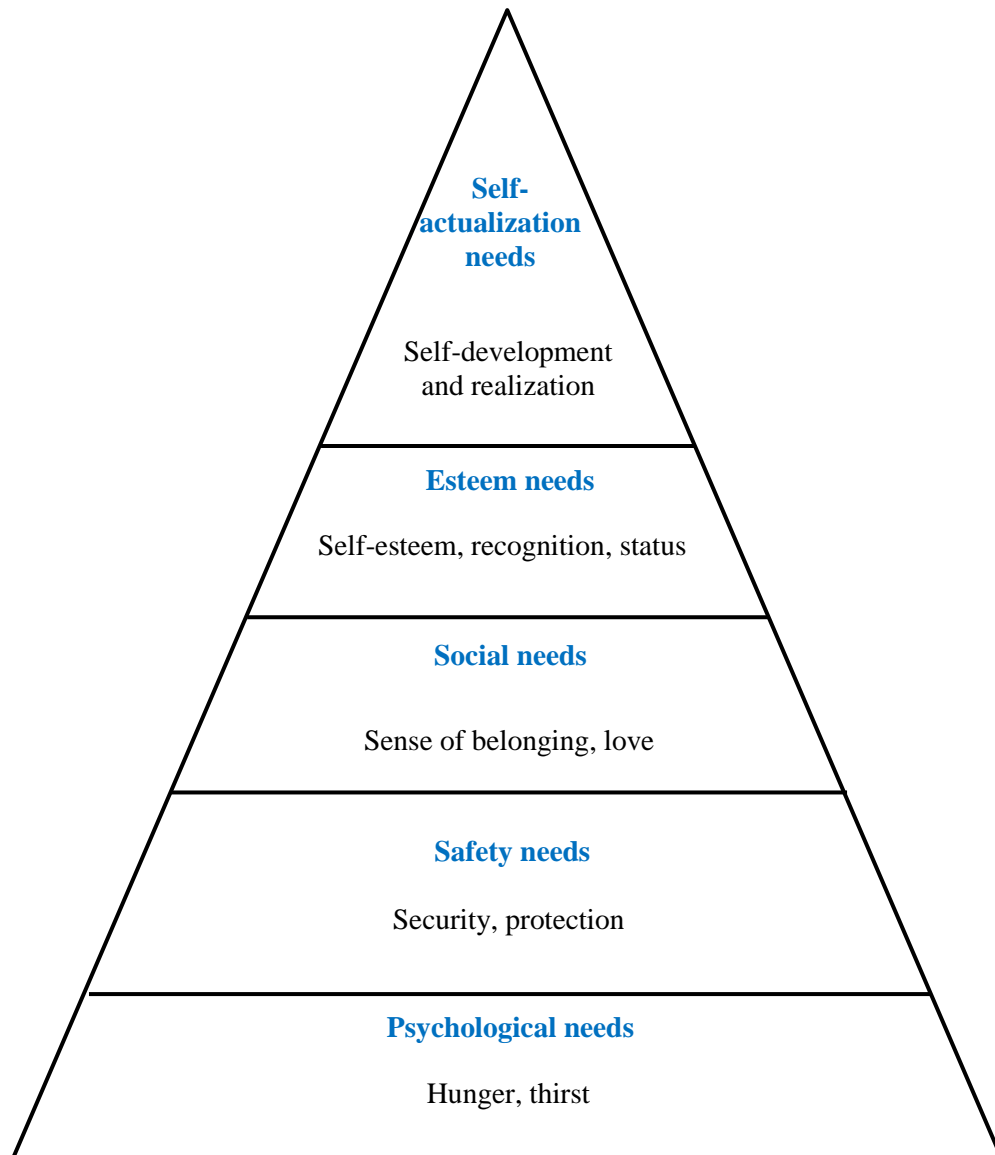 Self-
actualization
needs
Self-development
and realization
Esteem needs
Self-esteem, recognition, status
Social needs
Sense of belonging, love
Safety needs
Security, protection
Psychological needs
Hunger, thirst